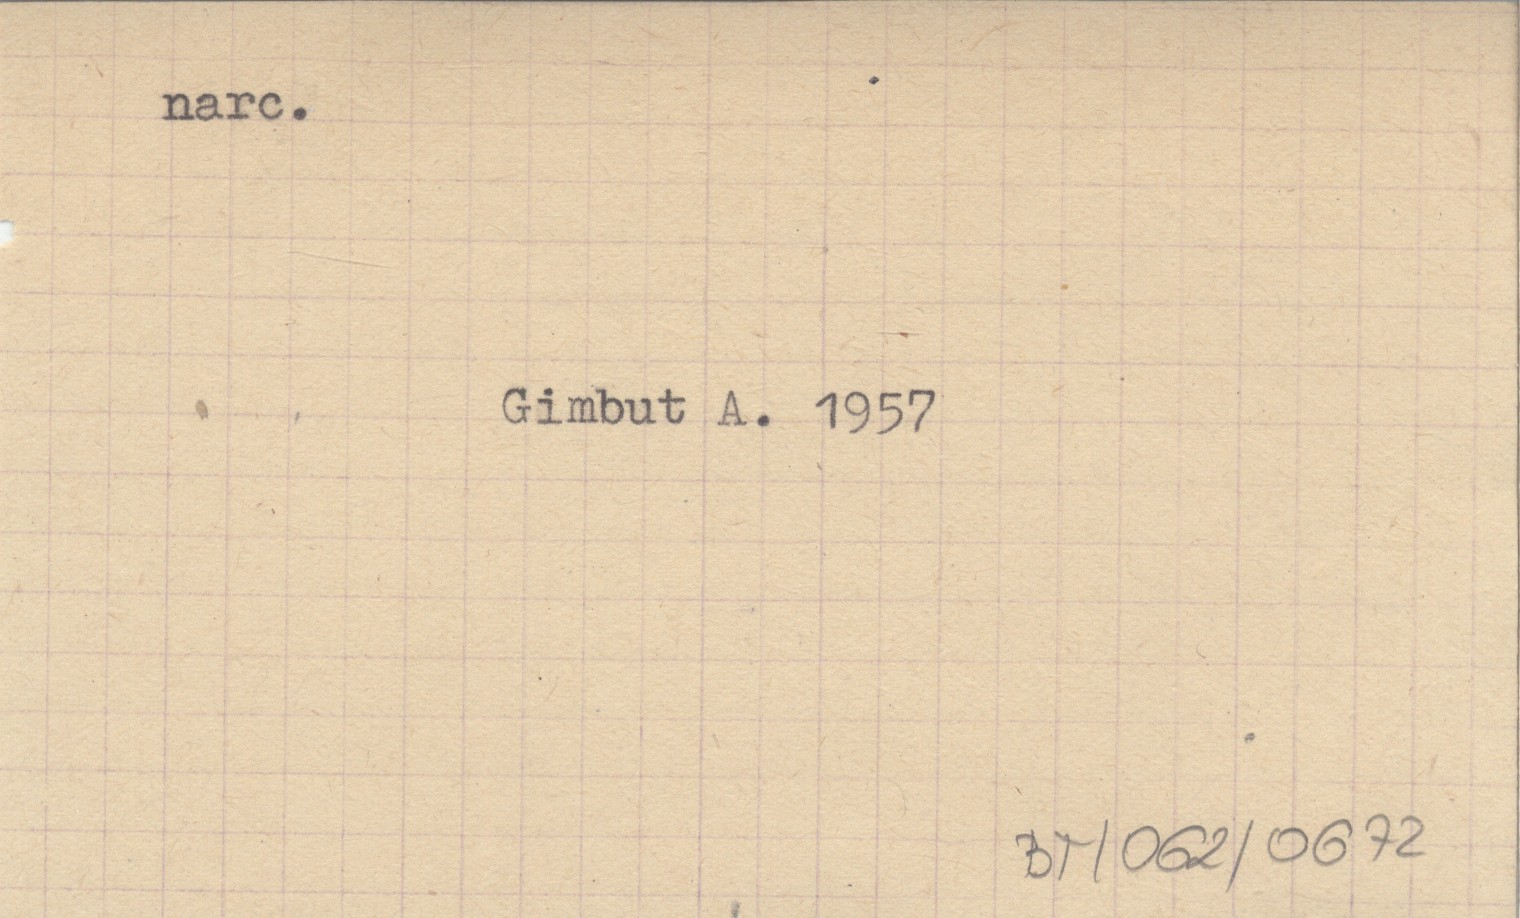 narc.
Gimbut A. 1957
BT/062/0672